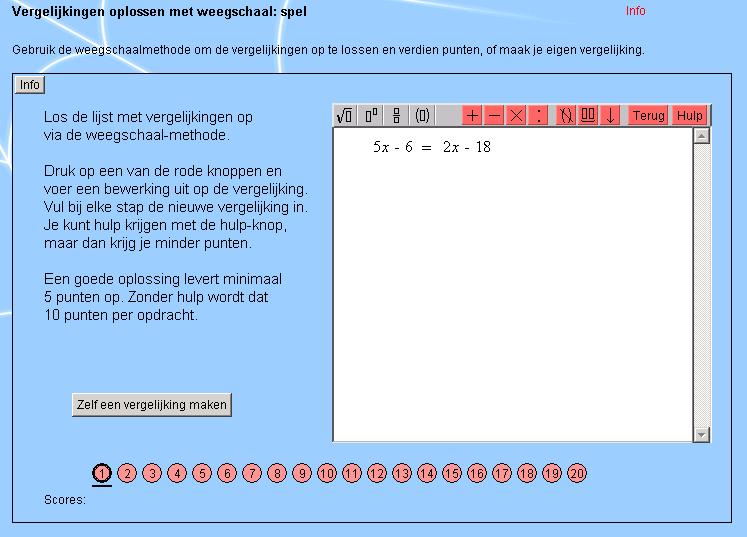 Vergelijkingen oplossen met weegschaal: spel
Info
Gebruik de weegschaalmethode om de vergelijkingen op te lossen en verdien punten, of maak je eigen vergelijking.
Info
Los de lijst met vergelijkingen op
via de weegschaal-methode.
Druk op een van de rode knoppen en
voer een bewerking uit op de vergelijking.
Vul bij elke stap de nieuwe vergelijking in.
Je kunt hulp krijgen met de hulp-knop,
maar dan krijg je minder punten.
Een goede oplossing levert minimaal
5 punten op. Zonder hulp wordt dat
10 punten per opdracht.
Zelf een vergelijking maken
√▯ ▯▯ ▯/▯ (▯) + − × : ↓ Terug Hulp
5x - 6 = 2x - 18
1 2 3 4 5 6 7 8 9 10 11 12 13 14 15 16 17 18 19 20
Scores: